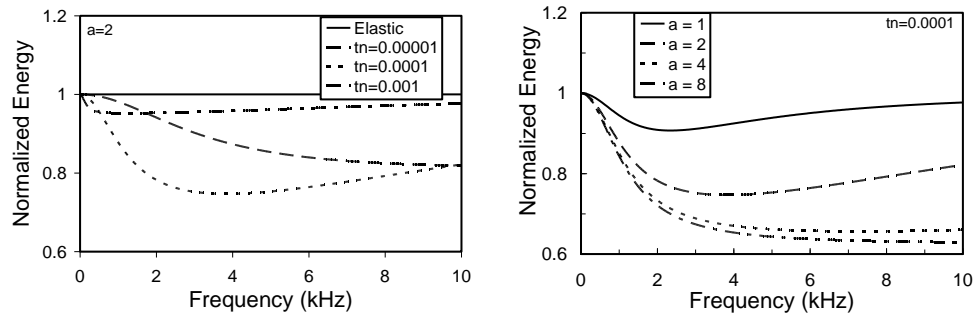 1.2
a=2
Elastic
tn=0.00001
tn=0.0001
tn=0.001
1
0.8
0.6
Normalized Energy
0 2 4 6 8 10
Frequency (kHz)
1.2
tn=0.0001
a = 1
a = 2
a = 4
a = 8
1
0.8
0.6
Normalized Energy
0 2 4 6 8 10
Frequency (kHz)